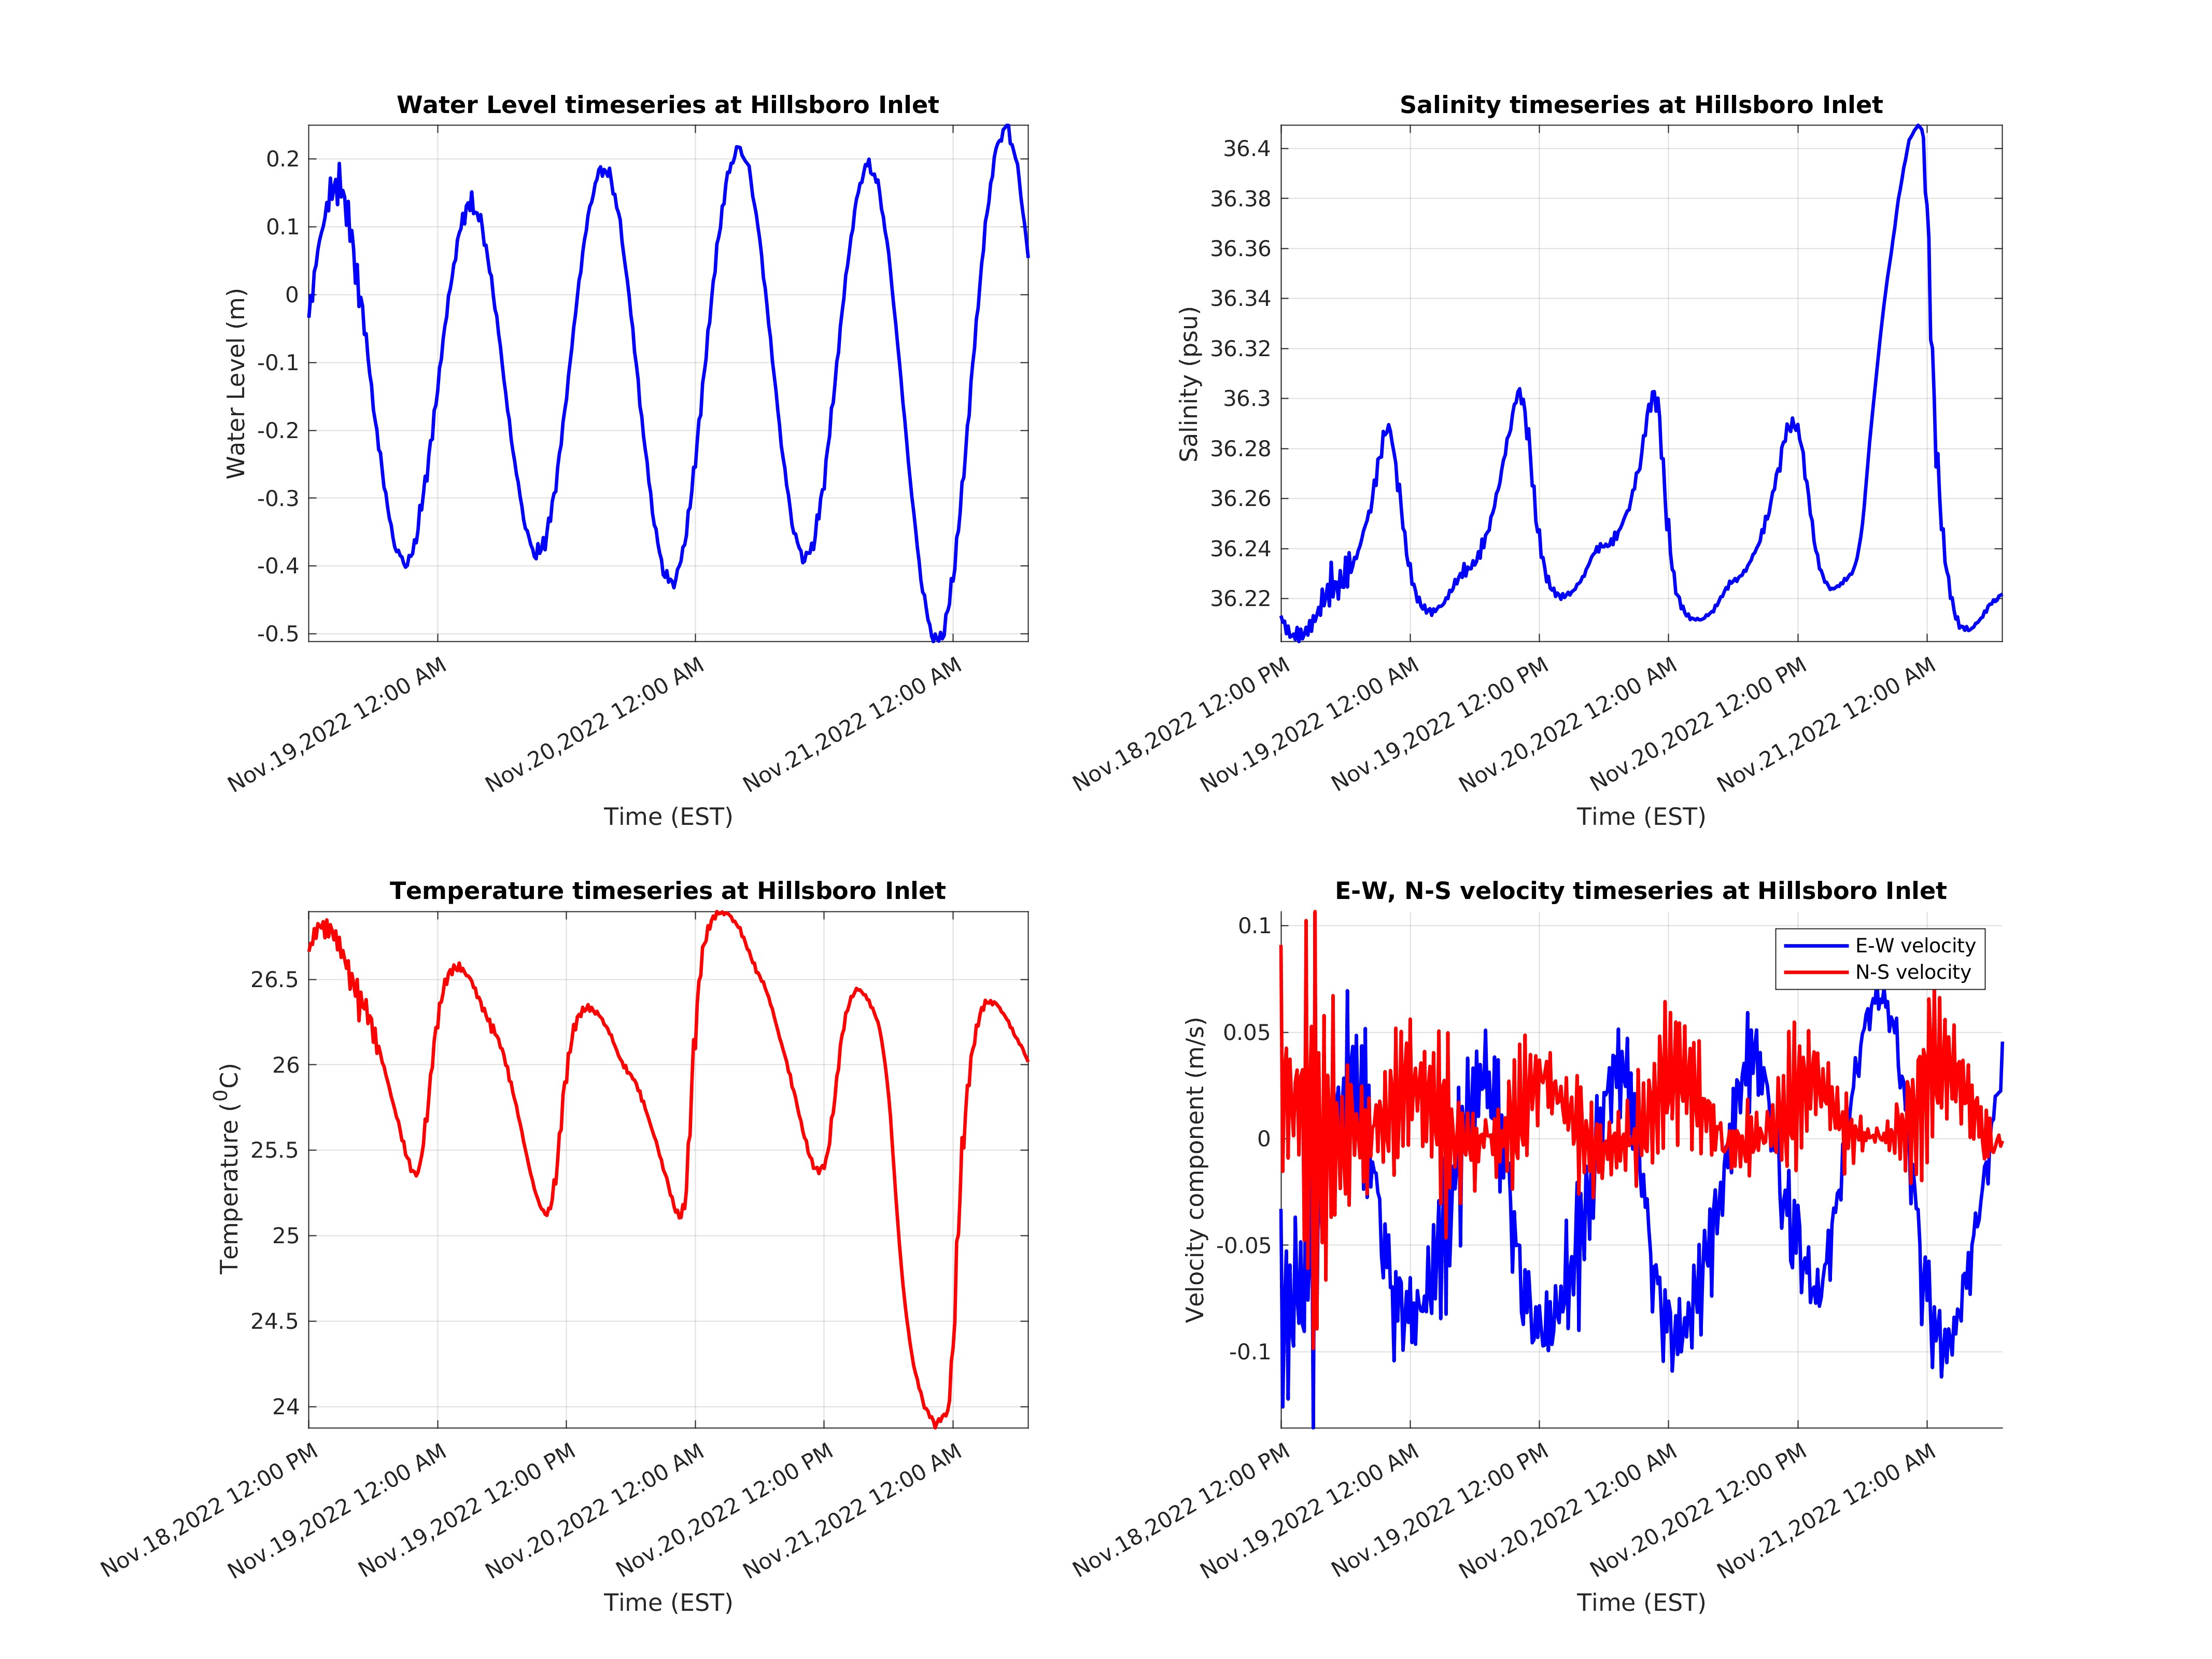 Water Level timeseries at Hillsboro Inlet
Water Level (m)
0.2
0.1
0
-0.1
-0.2
-0.3
-0.4
-0.5
Nov.19,2022 12:00 AM
Nov.20,2022 12:00 AM
Nov.21,2022 12:00 AM
Time (EST)
Salinity timeseries at Hillsboro Inlet
Salinity (psu)
36.4
36.38
36.36
36.34
36.32
36.3
36.28
36.26
36.24
36.22
Nov.18,2022 12:00 PM
Nov.19,2022 12:00 AM
Nov.19,2022 12:00 PM
Nov.20,2022 12:00 AM
Nov.20,2022 12:00 PM
Nov.21,2022 12:00 AM
Time (EST)
Temperature timeseries at Hillsboro Inlet
Temperature (⁰C)
26.5
26
25.5
25
24.5
24
Nov.18,2022 12:00 PM
Nov.19,2022 12:00 AM
Nov.19,2022 12:00 PM
Nov.20,2022 12:00 AM
Nov.20,2022 12:00 PM
Nov.21,2022 12:00 AM
Time (EST)
E-W, N-S velocity timeseries at Hillsboro Inlet
Velocity component (m/s)
0.1
0.05
0
-0.05
-0.1
E-W velocity
N-S velocity
Nov.18,2022 12:00 PM
Nov.19,2022 12:00 AM
Nov.19,2022 12:00 PM
Nov.20,2022 12:00 AM
Nov.20,2022 12:00 PM
Nov.21,2022 12:00 AM
Time (EST)